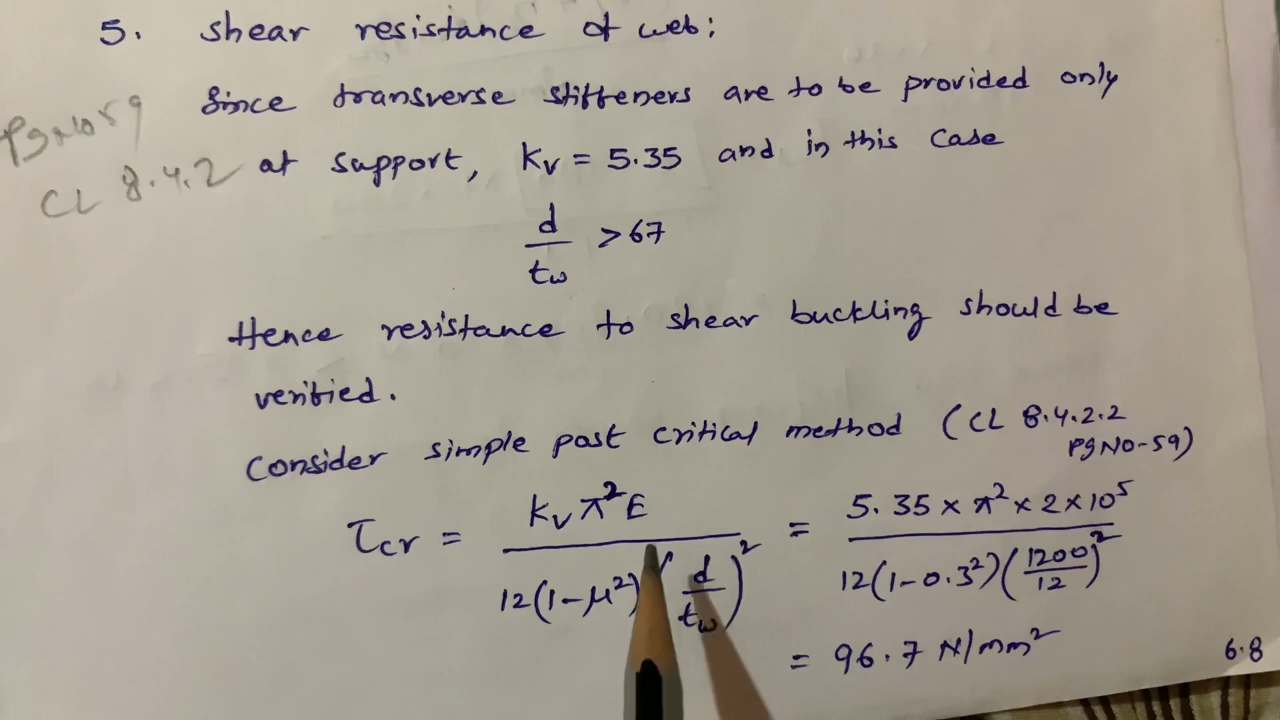 5. shear resistance of web:
Since transverse stiffeners are to be provided only
Pg No 59
CL 8.4.2
at support, kv = 5.35 and in this case
d/tw > 67
Hence resistance to shear buckling should be
verified.
Consider simple post critical method (CL 8.4.2.2
Pg No-59)
τcr = kv π² E / 12(1-μ²)(d/tw)² = 5.35 x π² x 2 x 10⁵ / 12(1-0.3²)(1200/12)²
= 96.7 N/mm²
6.8